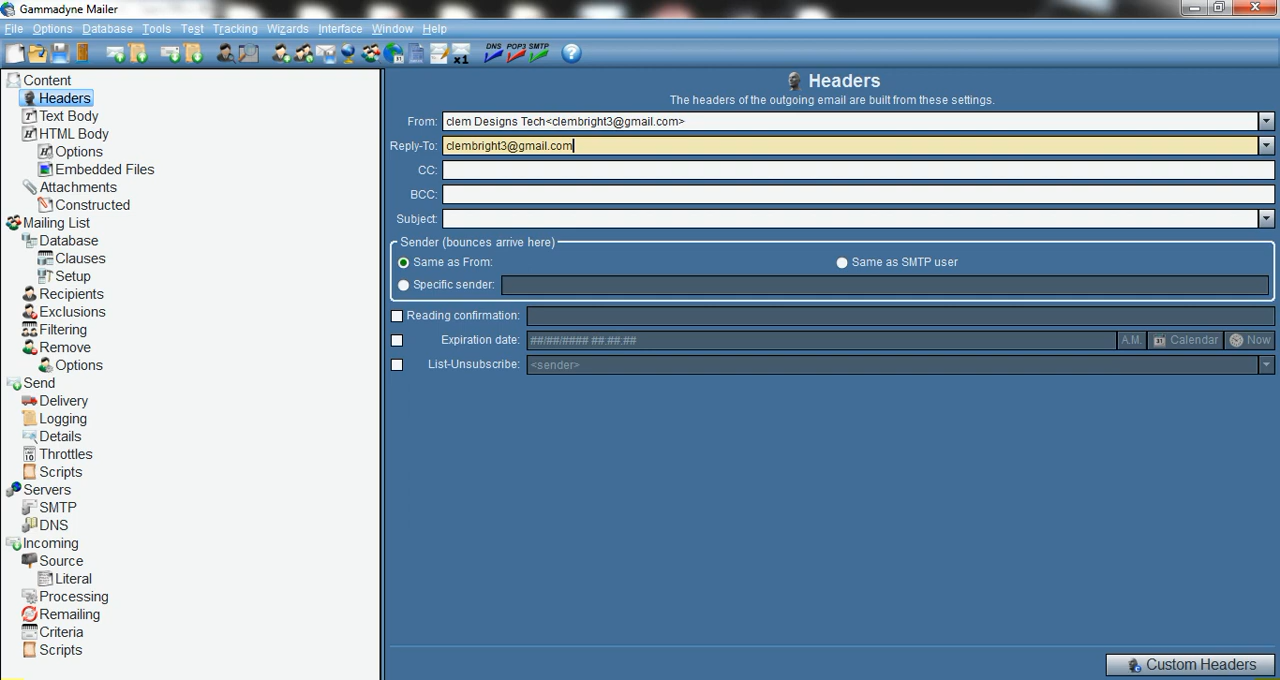 Gammadyne Mailer
File Options Database Tools Test Tracking Wizards Interface Window Help
x1 DNS POP3 SMTP ?
Content
Headers
Text Body
HTML Body
Options
Embedded Files
Attachments
Constructed
Mailing List
Database
Clauses
Setup
Recipients
Exclusions
Filtering
Remove
Options
Send
Delivery
Logging
Details
Throttles
Scripts
Servers
SMTP
DNS
Incoming
Source
Literal
Processing
Remailing
Criteria
Scripts
Headers
The headers of the outgoing email are built from these settings.
From: clem Designs Tech<clembright3@gmail.com>
Reply-To: clembright3@gmail.com
CC:
BCC:
Subject:
Sender (bounces arrive here)
Same as From: Same as SMTP user
Specific sender:
Reading confirmation:
Expiration date: ##/##/#### ##:##:## A.M. Calendar Now
List-Unsubscribe: <sender>
Custom Headers